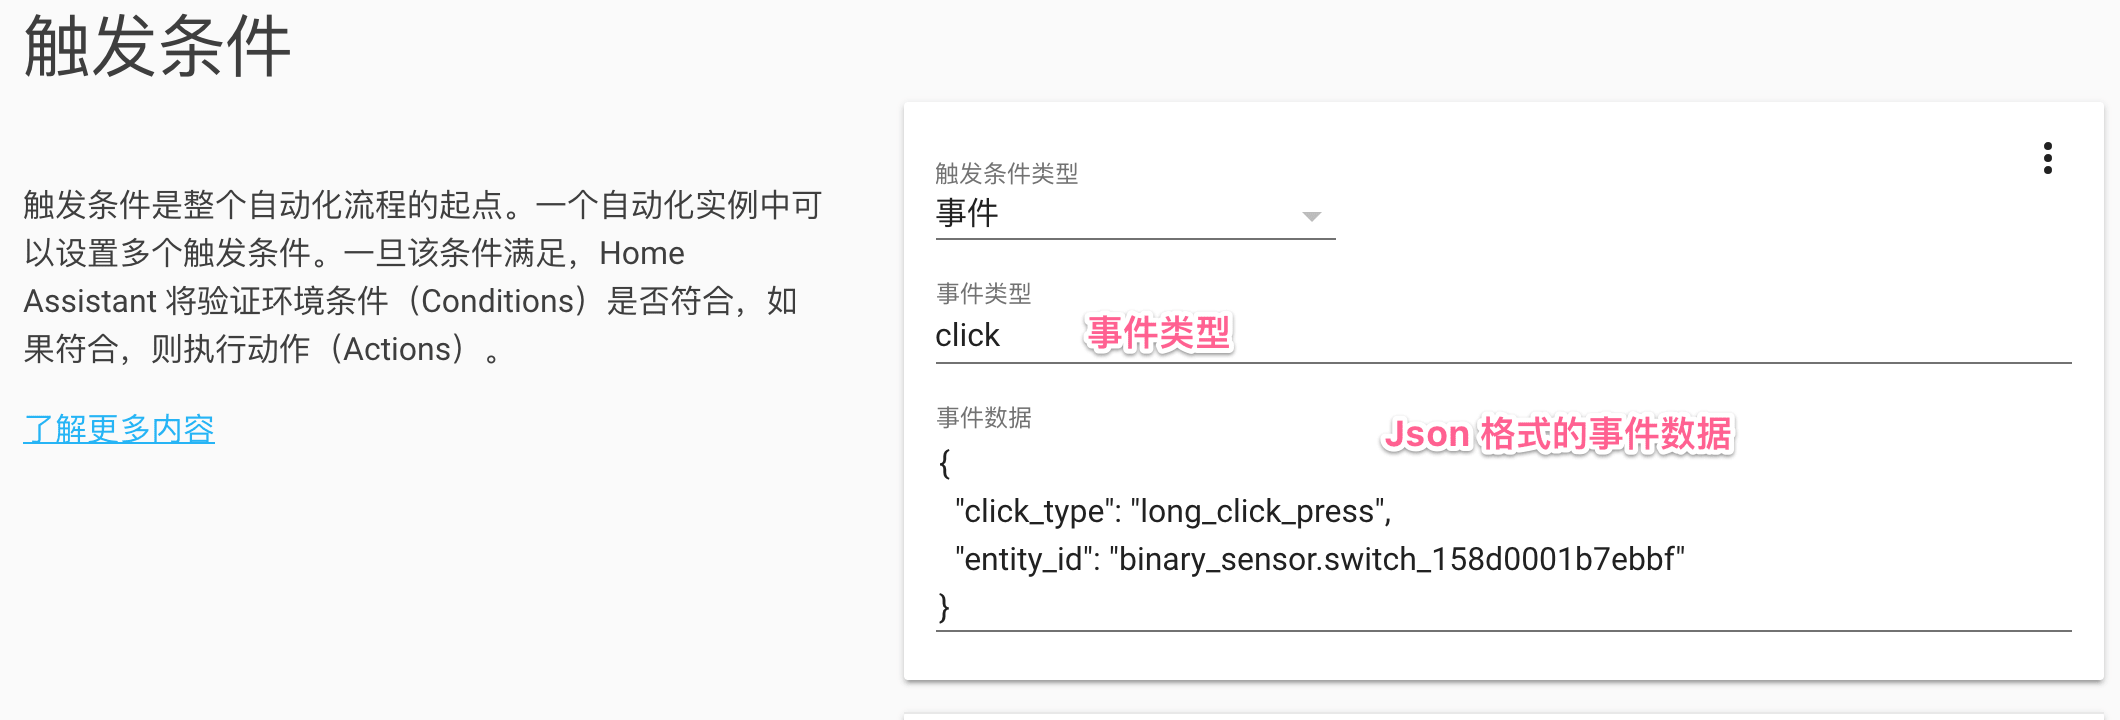 触发条件
触发条件是整个自动化流程的起点。一个自动化实例中可
以设置多个触发条件。一旦该条件满足，Home
Assistant 将验证环境条件（Conditions）是否符合，如
果符合，则执行动作（Actions）。
了解更多内容
触发条件类型
事件
事件类型
click
事件类型
事件数据
Json 格式的事件数据
{
"click_type": "long_click_press",
"entity_id": "binary_sensor.switch_158d0001b7ebbf"
}